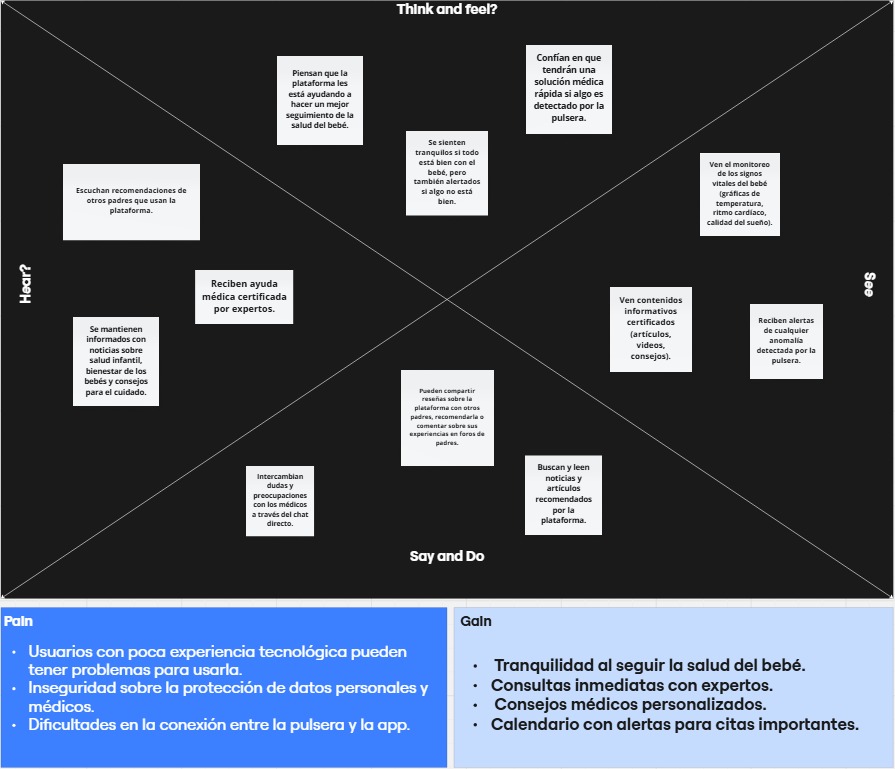 Think and feel?
Piensan que la
plataforma les
está ayudando a
hacer un mejor
seguimiento de la
salud del bebé.
Confían en que
tendrán una
solución médica
rápida si algo es
detectado por la
pulsera.
Se sienten
tranquilos si todo
está bien con el
bebé, pero
también alertados
si algo no está
bien.
Hear?
Escuchan recomendaciones de
otros padres que usan la
plataforma.
Reciben ayuda
médica certificada
por expertos.
Se mantienen
informados con
noticias sobre
salud infantil,
bienestar de los
bebés y consejos
para el cuidado.
See
Ven el monitoreo
de los signos
vitales del bebé
(gráficas de
temperatura,
ritmo cardíaco,
calidad del sueño).
Ven contenidos
informativos
certificados
(artículos,
videos,
consejos).
Reciben alertas
de cualquier
anomalía
detectada por la
pulsera.
Pueden compartir
reseñas sobre la
plataforma con otros
padres, recomendarla o
comentar sobre sus
experiencias en foros de
padres.
Intercambian
dudas y
preocupaciones
con los médicos
a través del chat
directo.
Buscan y leen
noticias y
artículos
recomendados
por la
plataforma.
Say and Do
Pain
• Usuarios con poca experiencia tecnológica pueden
tener problemas para usarla.
• Inseguridad sobre la protección de datos personales y
médicos.
• Dificultades en la conexión entre la pulsera y la app.
Gain
• Tranquilidad al seguir la salud del bebé.
• Consultas inmediatas con expertos.
• Consejos médicos personalizados.
• Calendario con alertas para citas importantes.